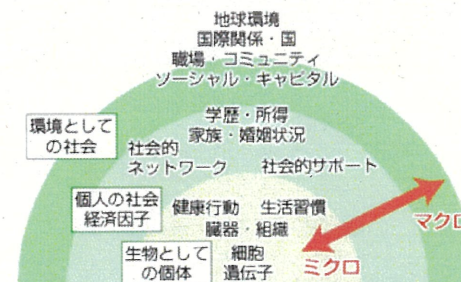 地球環境
国際関係・国
職場・コミュニティ
ソーシャル・キャピタル
環境として
の社会
学歴・所得
家族・婚姻状況
社会的
ネットワーク
社会的サポート
個人の社会
経済因子
健康行動 生活習慣
臓器・組織
マクロ
生物として
の個体
細胞
遺伝子
ミクロ